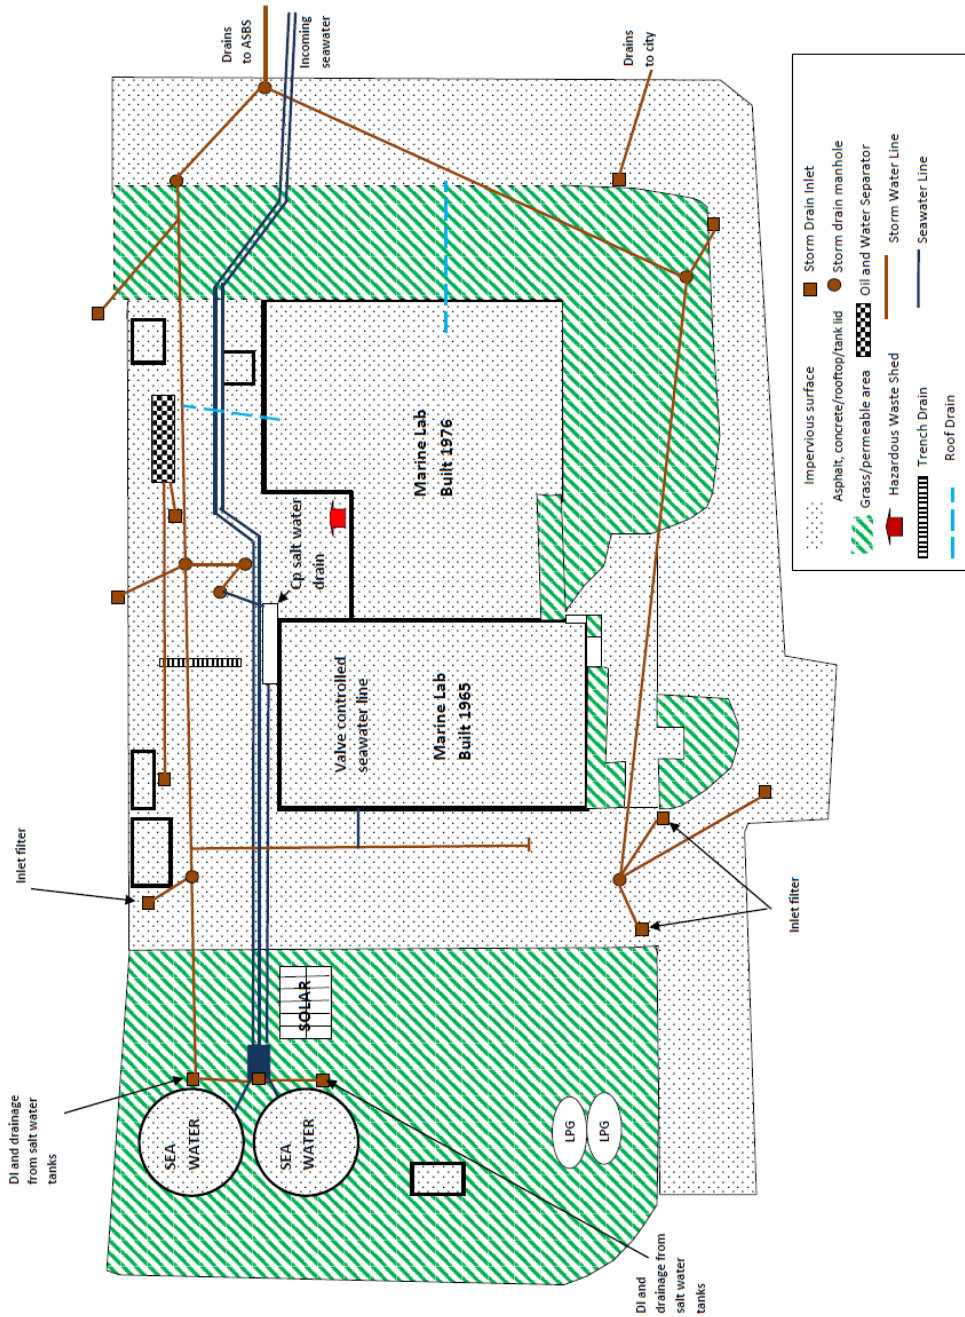 Drains
to ASBS
Incoming
seawater
Drains
to city
Inlet filter
Cp salt water
drain
Marine Lab
Built 1976
Valve controlled
seawater line
Marine Lab
Built 1965
Inlet filter
SOLAR
DI and drainage
from salt water
tanks
SEA
WATER
SEA
WATER
LPG
LPG
DI and
drainage from
salt water
tanks
Impervious surface
Asphalt, concrete/rooftop/tank lid
Grass/permeable area
Hazardous Waste Shed
Trench Drain
Roof Drain
Storm Drain Inlet
Storm drain manhole
Oil and Water Separator
Storm Water Line
Seawater Line